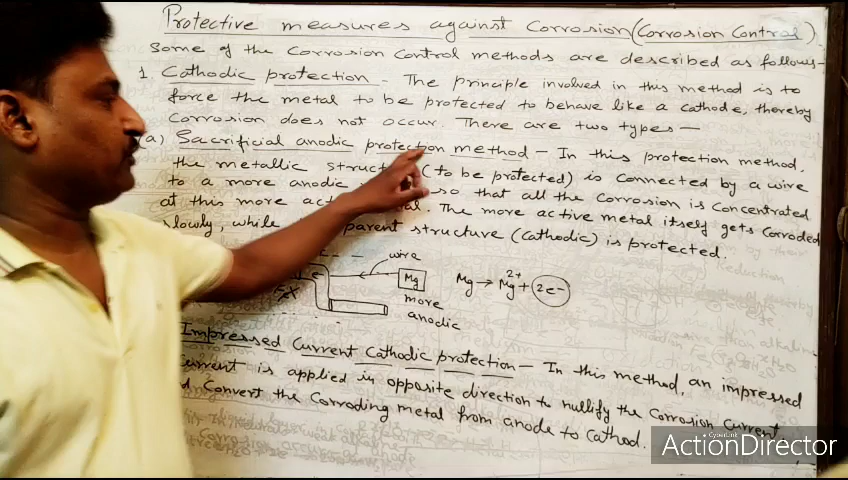 Protective measures against Corrosion (Corrosion Control)
Some of the Corrosion Control methods are described as follows-
1. Cathodic protection - The principle involved in this method is to
force the metal to be protected to behave like a cathode, thereby
Corrosion does not occur. There are two types —
(a) Sacrificial anodic protection method - In this protection method,
the metallic (to be protected) is connected by a wire
to a more anodic so that all the Corrosion is Concentrated
at this more The more active metal itself gets Corroded
slowly, while parent structure (Cathodic) is protected.
wire
Mg
more
anodic
Mg → Mg2+ + 2e-
Impressed Current Cathodic protection - In this method, an impressed
Current is applied in opposite direction to nullify the Corrosion Current
Convert the Corroding metal from anode to Cathod.
CyberLink
ActionDirector